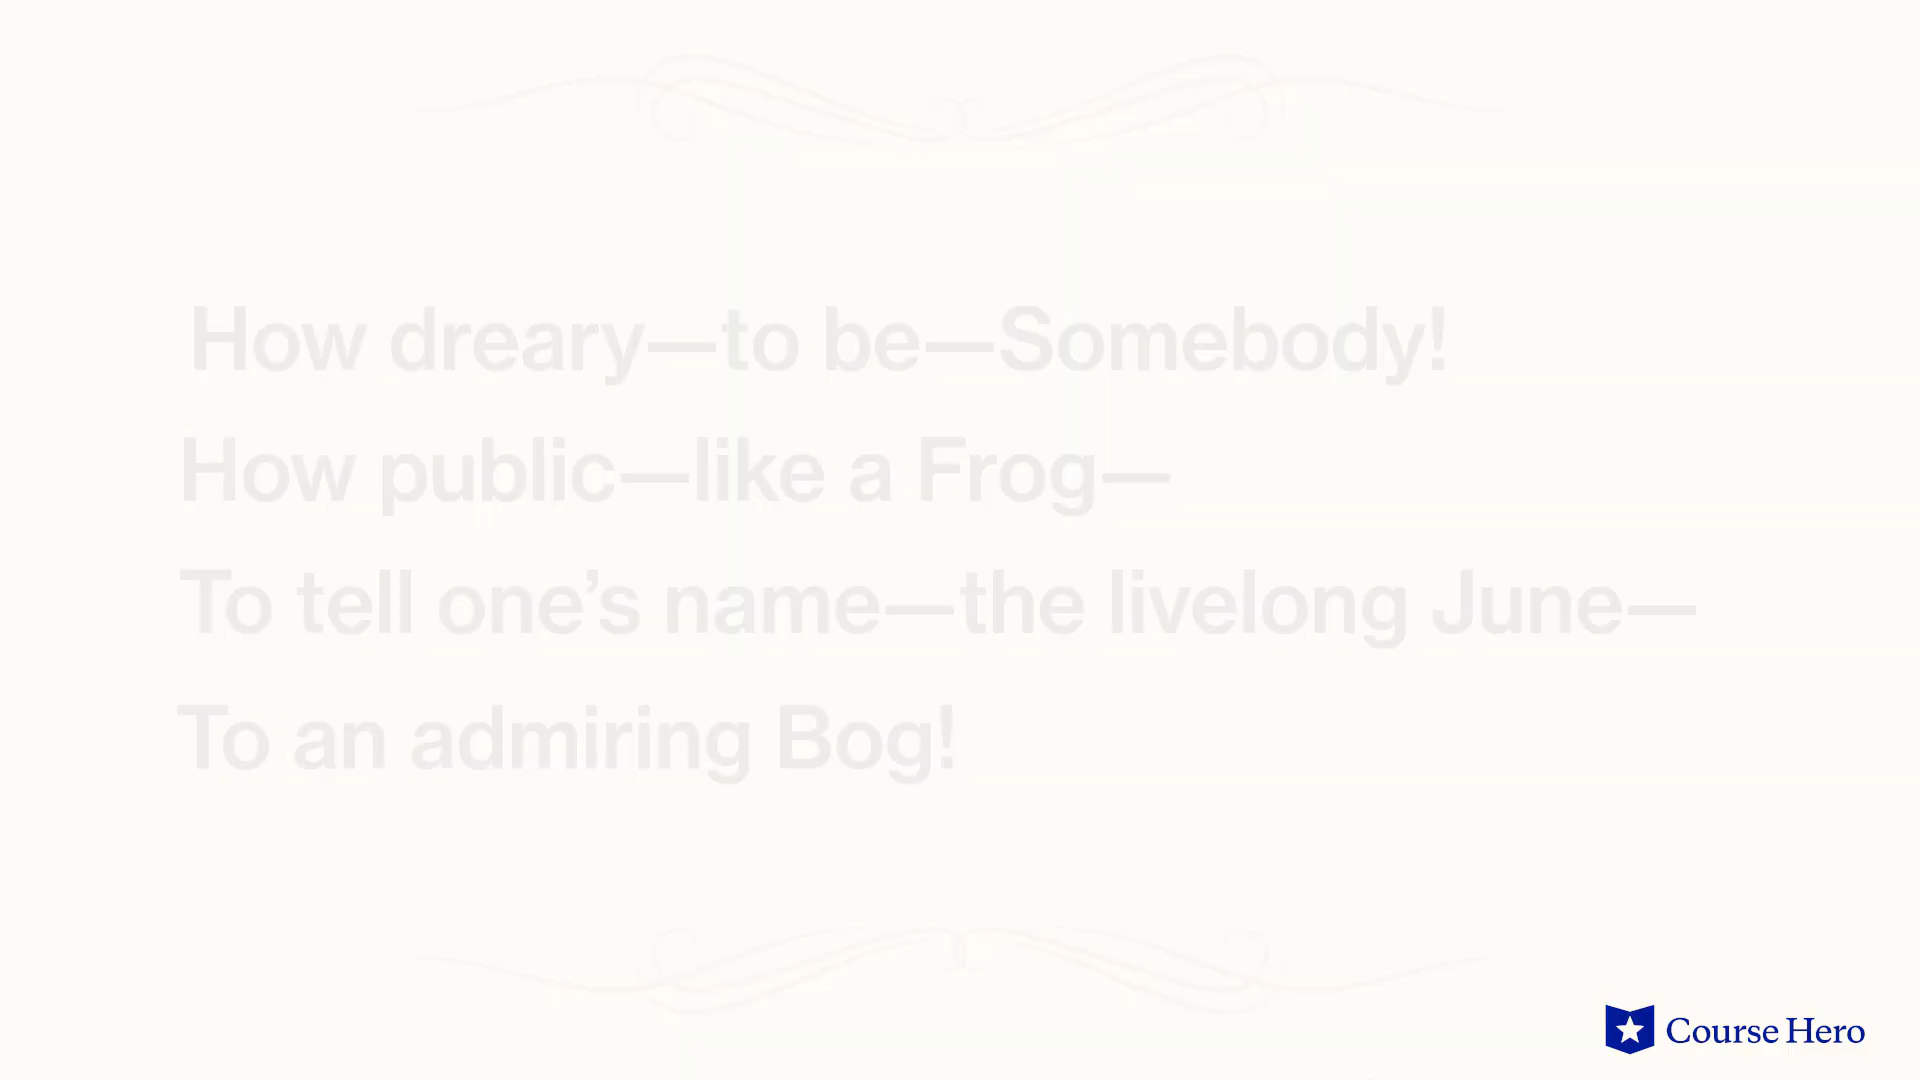 How dreary—to be—Somebody!
How public—like a Frog—
To tell one’s name—the livelong June—
To an admiring Bog!
Course Hero